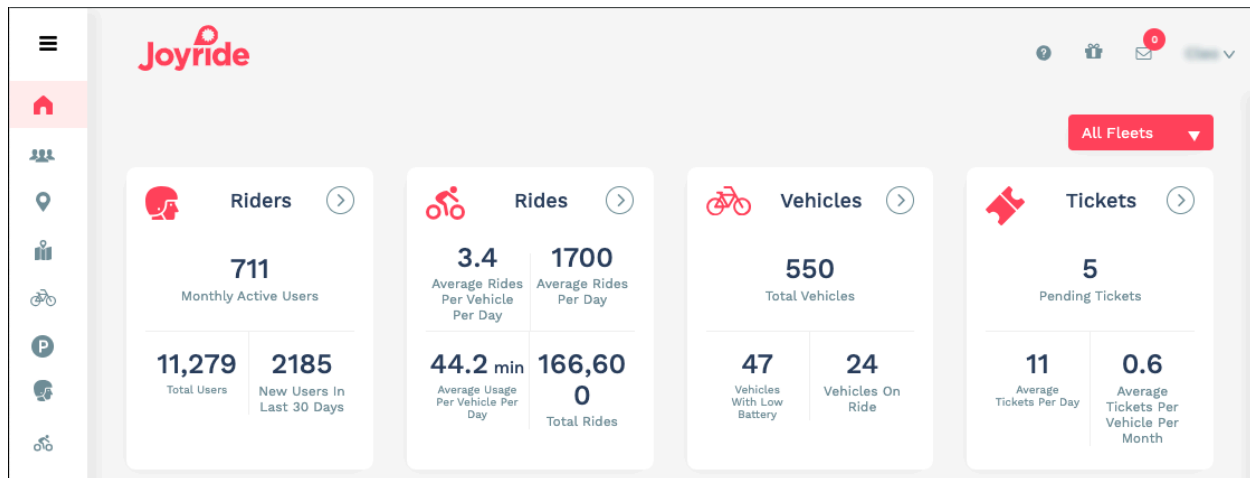 Joyride
0
All Fleets
Riders
711
Monthly Active Users
11,279
Total Users
2185
New Users In
Last 30 Days
Rides
3.4
Average Rides
Per Vehicle
Per Day
1700
Average Rides
Per Day
44.2 min
Average Usage
Per Vehicle Per
Day
166,60
0
Total Rides
Vehicles
550
Total Vehicles
47
Vehicles
With Low
Battery
24
Vehicles On
Ride
Tickets
5
Pending Tickets
11
Average
Tickets Per Day
0.6
Average
Tickets Per
Vehicle Per
Month
P